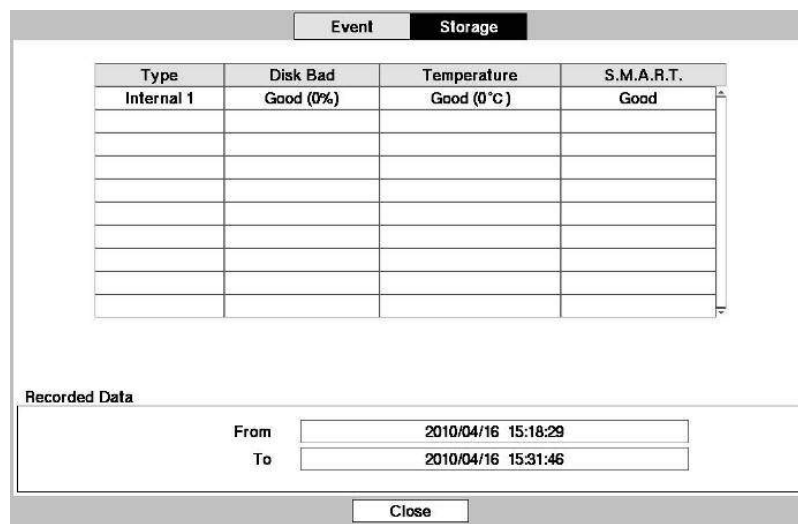 Event Storage
Type Disk Bad Temperature S.M.A.R.T.
Internal 1 Good (0%) Good (0°C) Good
Recorded Data
From 2010/04/16 15:18:29
To 2010/04/16 15:31:46
Close